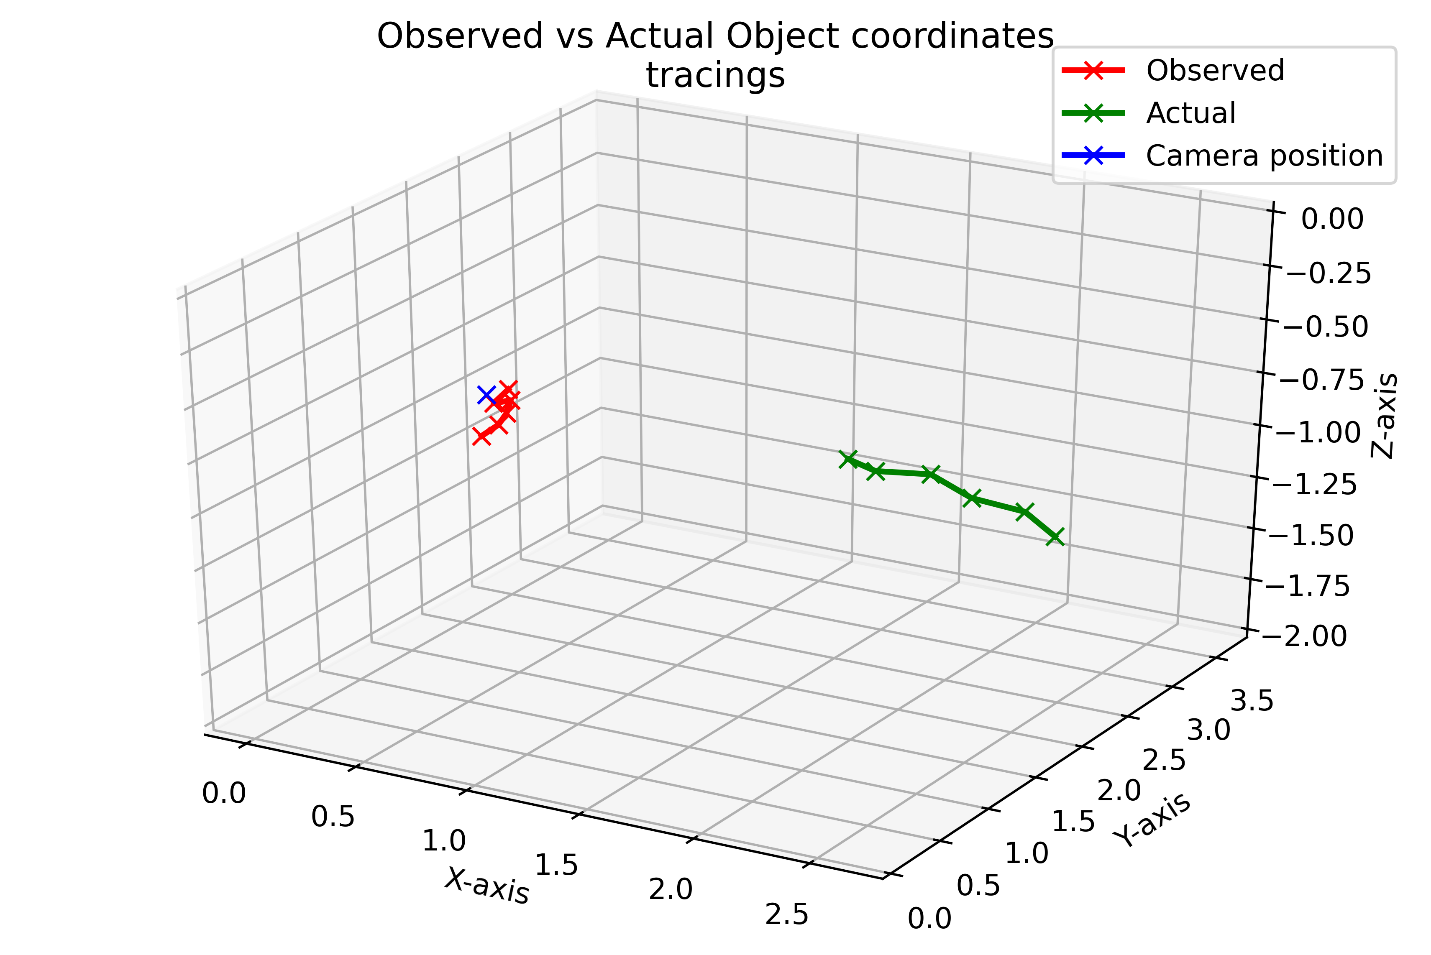 Observed vs Actual Object coordinates
tracings
Observed
Actual
Camera position
0.00
−0.25
−0.50
−0.75
−1.00
−1.25
−1.50
−1.75
−2.00
Z-axis
0.0
0.5
1.0
1.5
2.0
2.5
X-axis
0.0
0.5
1.0
1.5
2.0
2.5
3.0
3.5
Y-axis